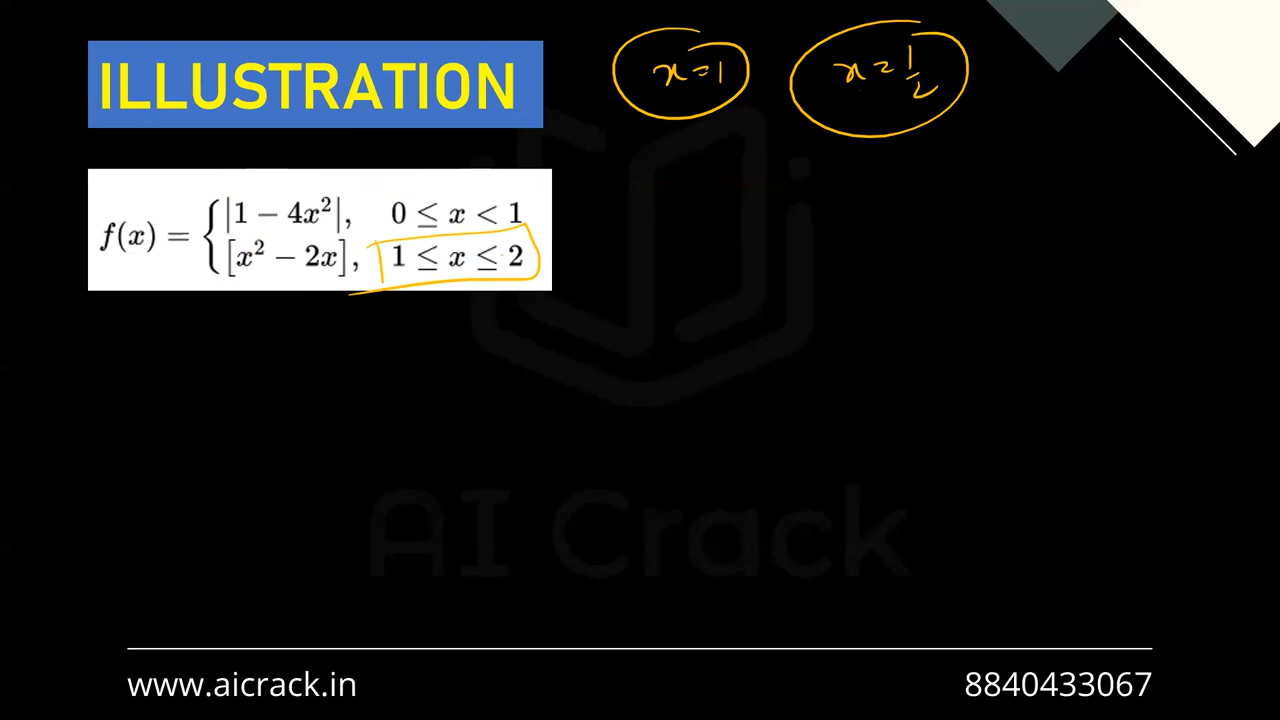 ILLUSTRATION
x=1
x=1/2
f(x) = { |1 − 4x²|, 0 ≤ x < 1
[x² − 2x], 1 ≤ x ≤ 2
AI Crack
www.aicrack.in
8840433067